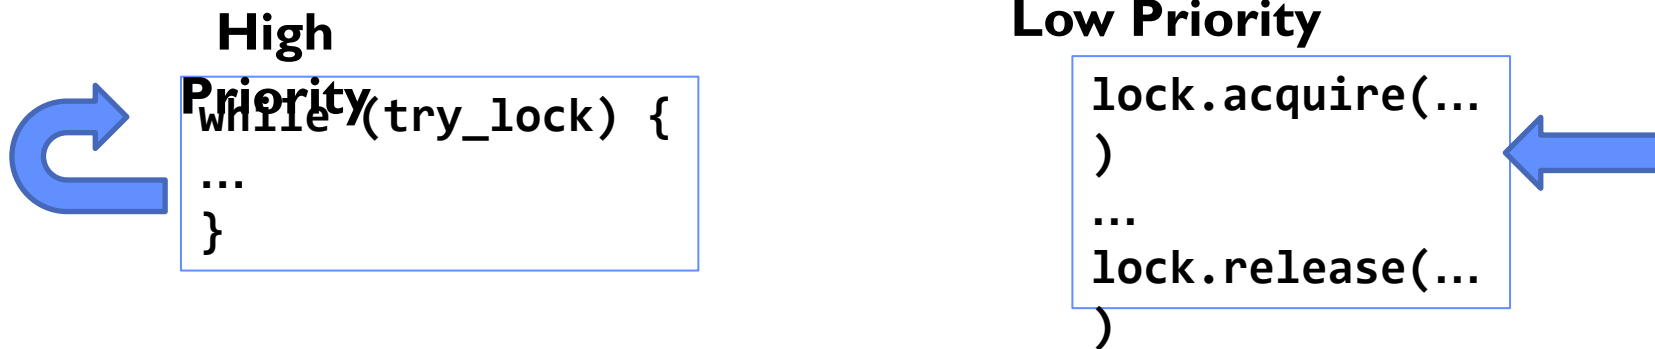 High
Priority
while (try_lock) {
…
}
Low Priority
lock.acquire(…
)
…
lock.release(…
)